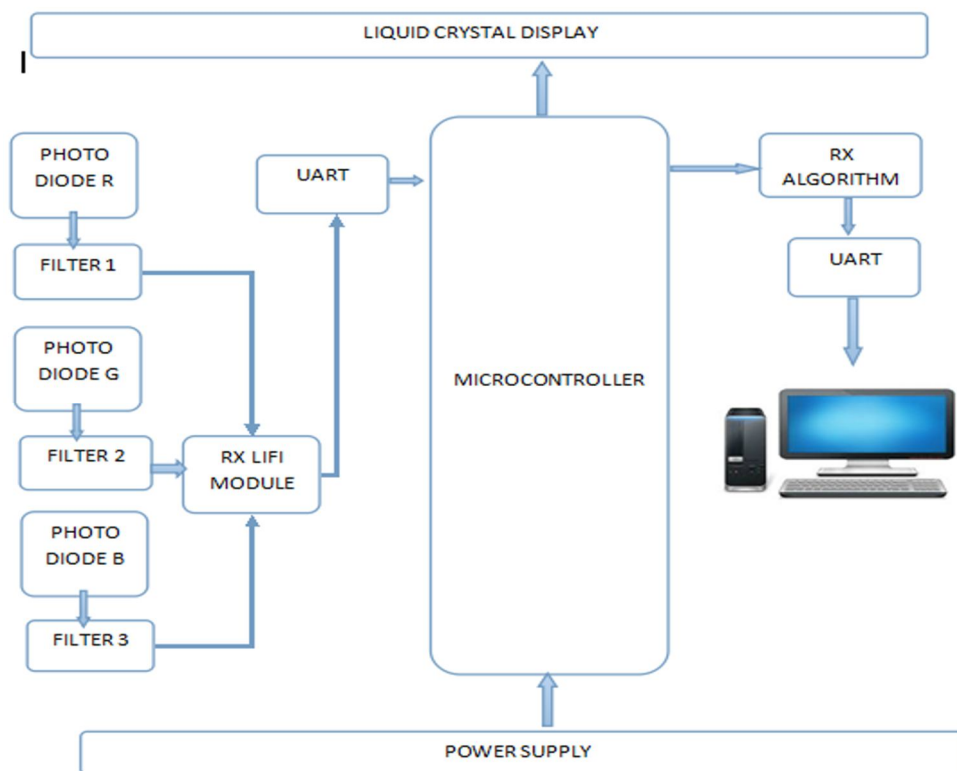 LIQUID CRYSTAL DISPLAY
PHOTO
DIODE R
FILTER 1
PHOTO
DIODE G
FILTER 2
PHOTO
DIODE B
FILTER 3
RX LIFI
MODULE
UART
MICROCONTROLLER
RX
ALGORITHM
UART
POWER SUPPLY